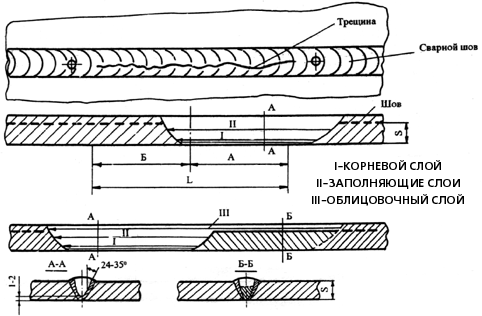 Трещина
Сварной шов
Шов
А
II
I
S
А
Б
А
L
I–КОРНЕВОЙ СЛОЙ
II–ЗАПОЛНЯЮЩИЕ СЛОИ
III–ОБЛИЦОВОЧНЫЙ СЛОЙ
А
III
Б
II
I
А
Б
А-А
24-35°
Б-Б
1-2
S